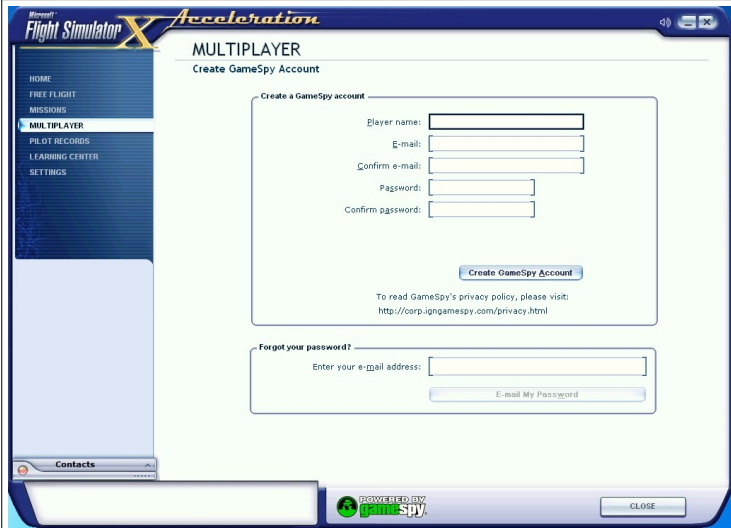 Microsoft
Flight Simulator X
Acceleration
MULTIPLAYER
Create GameSpy Account
HOME
FREE FLIGHT
MISSIONS
MULTIPLAYER
PILOT RECORDS
LEARNING CENTER
SETTINGS
Create a GameSpy account
Player name:
E-mail:
Confirm e-mail:
Password:
Confirm password:
Create GameSpy Account
To read GameSpy's privacy policy, please visit:
http://corp.igngamespy.com/privacy.html
Forgot your password?
Enter your e-mail address:
E-mail My Password
Contacts
POWERED BY
gamespy.
CLOSE